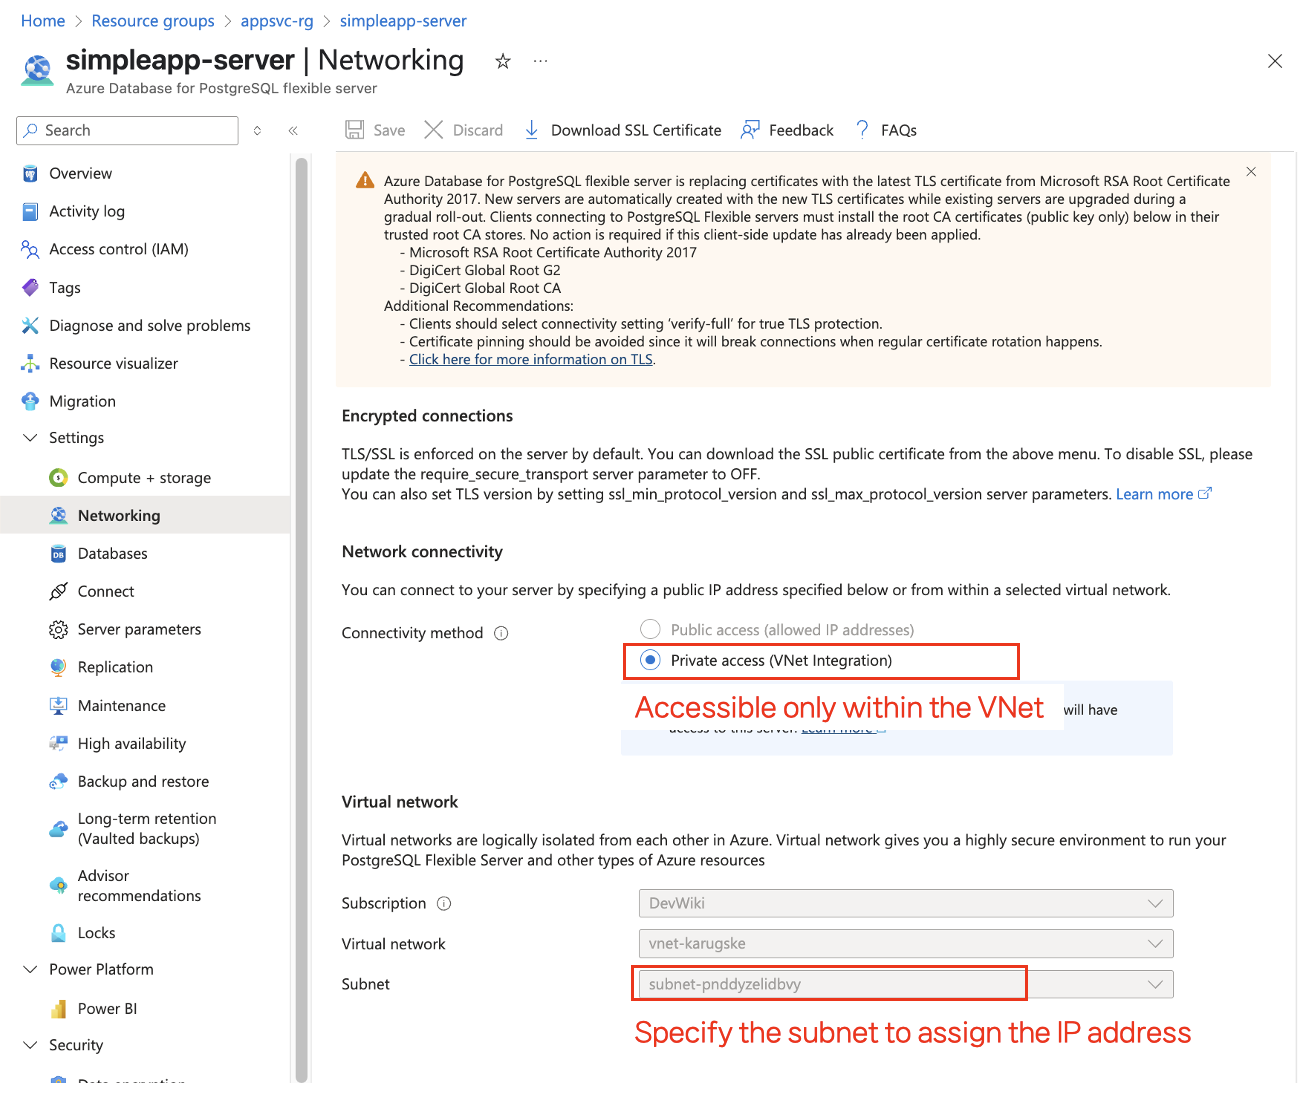 Home > Resource groups > appsvc-rg > simpleapp-server
simpleapp-server | Networking
Azure Database for PostgreSQL flexible server
Search
Save
Discard
Download SSL Certificate
Feedback
FAQs
Overview
Activity log
Access control (IAM)
Tags
Diagnose and solve problems
Resource visualizer
Migration
Settings
Compute + storage
Networking
Databases
Connect
Server parameters
Replication
Maintenance
High availability
Backup and restore
Long-term retention
(Vaulted backups)
Advisor
recommendations
Locks
Power Platform
Power BI
Security
Data encryption
Azure Database for PostgreSQL flexible server is replacing certificates with the latest TLS certificate from Microsoft RSA Root Certificate
Authority 2017. New servers are automatically created with the new TLS certificates while existing servers are upgraded during a
gradual roll-out. Clients connecting to PostgreSQL Flexible servers must install the root CA certificates (public key only) below in their
trusted root CA stores. No action is required if this client-side update has already been applied.
- Microsoft RSA Root Certificate Authority 2017
- DigiCert Global Root G2
- DigiCert Global Root CA
Additional Recommendations:
- Clients should select connectivity setting 'verify-full' for true TLS protection.
- Certificate pinning should be avoided since it will break connections when regular certificate rotation happens.
- Click here for more information on TLS.
Encrypted connections
TLS/SSL is enforced on the server by default. You can download the SSL public certificate from the above menu. To disable SSL, please
update the require_secure_transport server parameter to OFF.
You can also set TLS version by setting ssl_min_protocol_version and ssl_max_protocol_version server parameters. Learn more
Network connectivity
You can connect to your server by specifying a public IP address specified below or from within a selected virtual network.
Connectivity method
Public access (allowed IP addresses)
Private access (VNet Integration)
Accessible only within the VNet
will have
access to this server. Learn more
Virtual network
Virtual networks are logically isolated from each other in Azure. Virtual network gives you a highly secure environment to run your
PostgreSQL Flexible Server and other types of Azure resources
Subscription
DevWiki
Virtual network
vnet-karugske
Subnet
subnet-pnddyzelidbvy
Specify the subnet to assign the IP address